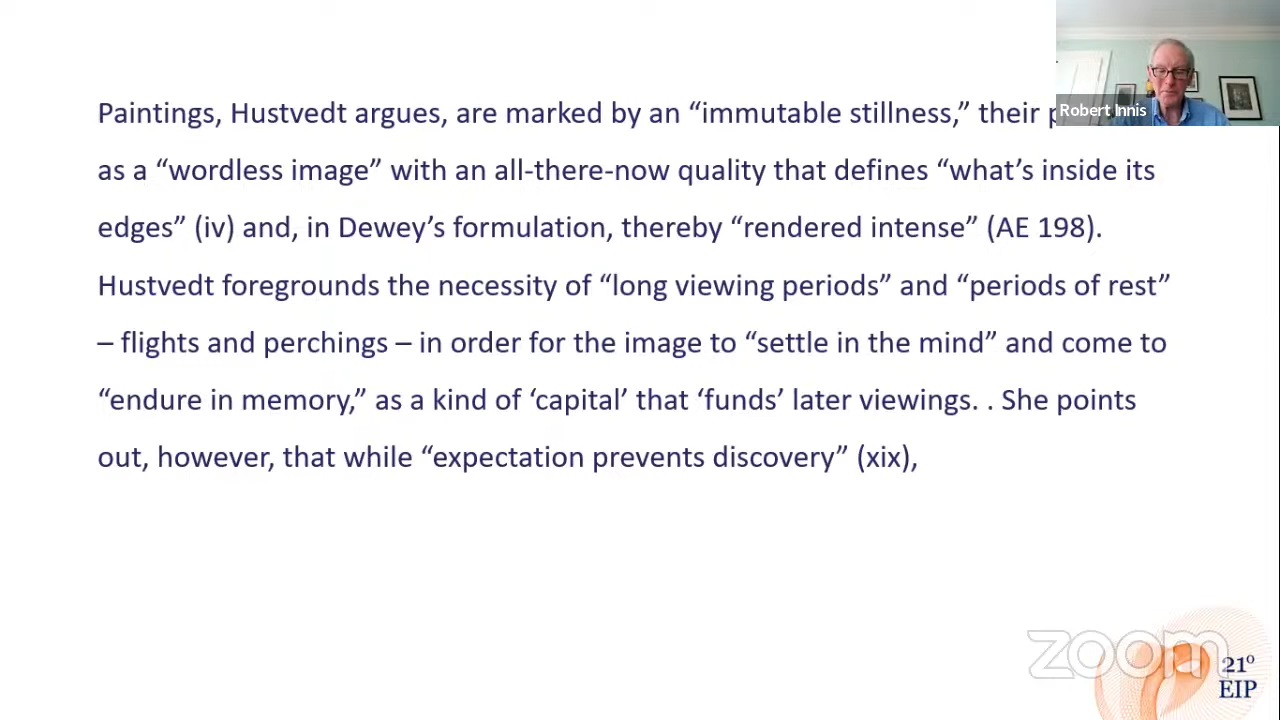 Paintings, Hustvedt argues, are marked by an “immutable stillness,” their
Robert Innis
as a “wordless image” with an all-there-now quality that defines “what’s inside its
edges” (iv) and, in Dewey’s formulation, thereby “rendered intense” (AE 198).
Hustvedt foregrounds the necessity of “long viewing periods” and “periods of rest”
– flights and perchings – in order for the image to “settle in the mind” and come to
“endure in memory,” as a kind of ‘capital’ that ‘funds’ later viewings. . She points
out, however, that while “expectation prevents discovery” (xix),
zoom
21º
EIP